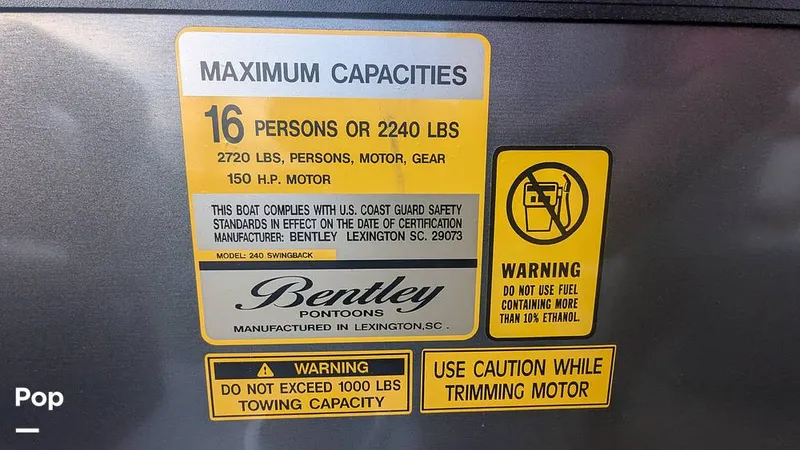 MAXIMUM CAPACITIES
16 PERSONS OR 2240 LBS
2720 LBS, PERSONS, MOTOR, GEAR
150 H.P. MOTOR
THIS BOAT COMPLIES WITH U.S. COAST GUARD SAFETY
STANDARDS IN EFFECT ON THE DATE OF CERTIFICATION
MANUFACTURER: BENTLEY LEXINGTON SC. 29073
MODEL: 240 SWINGBACK
Bentley
PONTOONS
MANUFACTURED IN LEXINGTON,SC.
WARNING
DO NOT USE FUEL
CONTAINING MORE
THAN 10% ETHANOL.
WARNING
DO NOT EXCEED 1000 LBS
TOWING CAPACITY
USE CAUTION WHILE
TRIMMING MOTOR
Pop